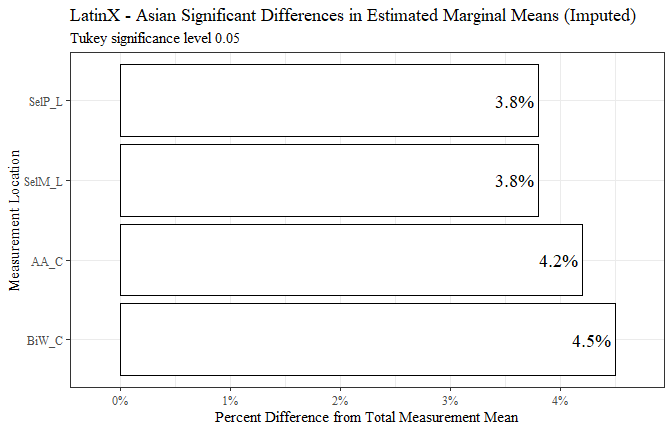 LatinX - Asian Significant Differences in Estimated Marginal Means (Imputed)
Tukey significance level 0.05
Measurement Location
SelP_L
3.8%
SelM_L
3.8%
AA_C
4.2%
BiW_C
4.5%
0%
1%
2%
3%
4%
Percent Difference from Total Measurement Mean